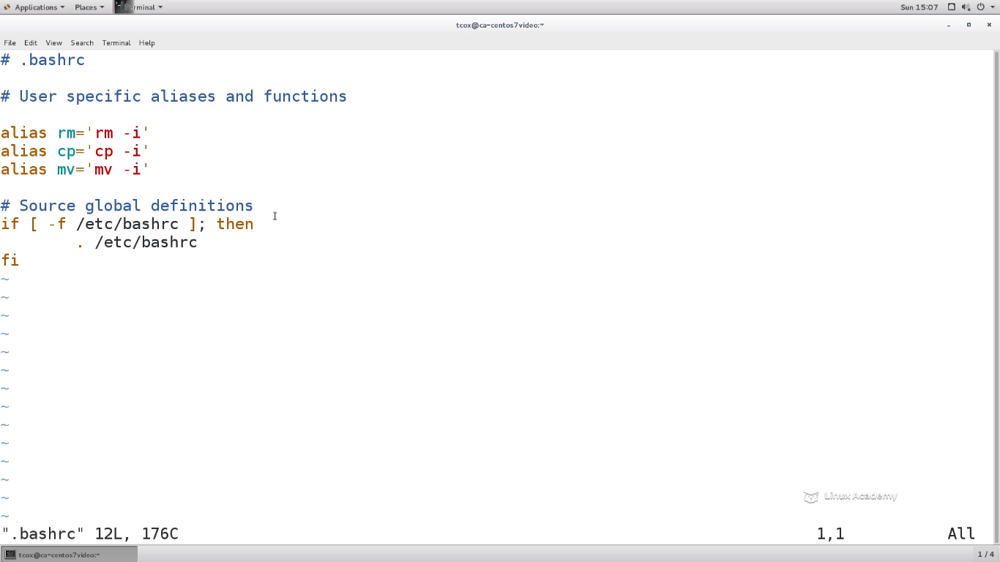 Applications Places Terminal Sun 15:07
tcox@ca-centos7video:~
File Edit View Search Terminal Help
# .bashrc
# User specific aliases and functions
alias rm='rm -i'
alias cp='cp -i'
alias mv='mv -i'
# Source global definitions
if [ -f /etc/bashrc ]; then
        . /etc/bashrc
fi
~
~
~
~
~
~
~
~
~
~
~
~
~
~
Linux Academy
".bashrc" 12L, 176C 1,1 All
tcox@ca-centos7video:~ 1 / 4